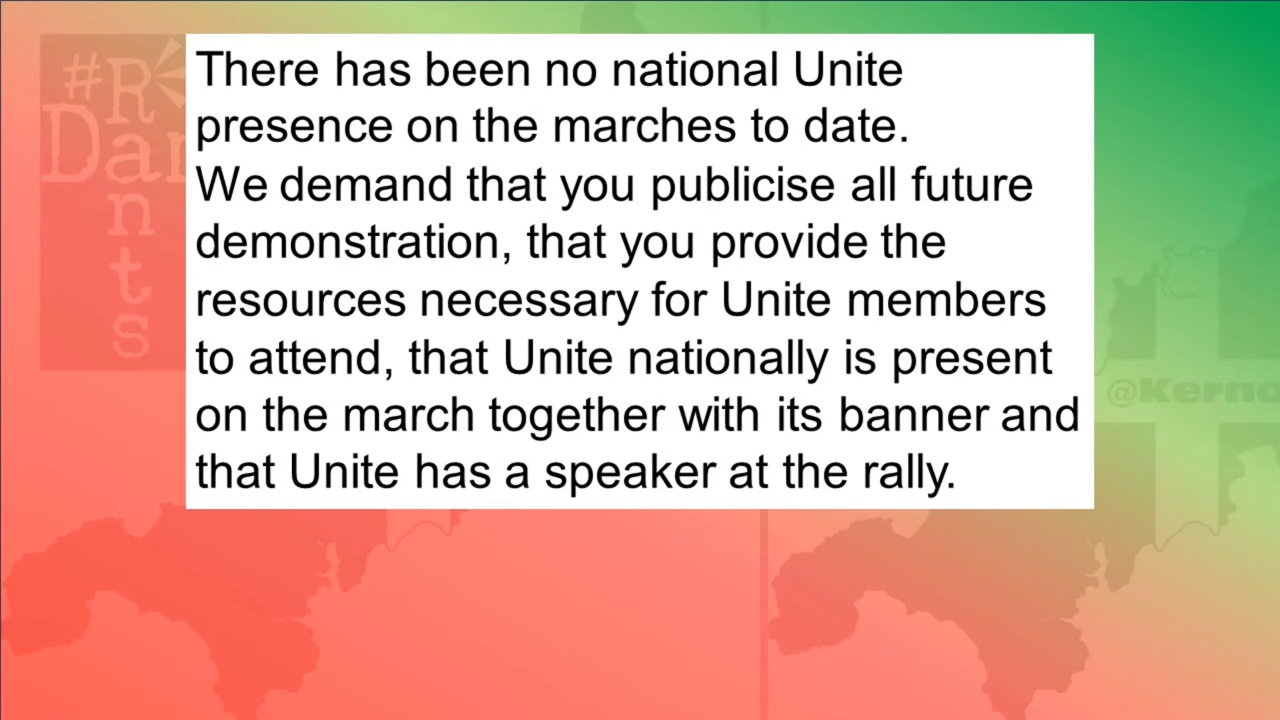 There has been no national Unite
presence on the marches to date.
We demand that you publicise all future
demonstration, that you provide the
resources necessary for Unite members
to attend, that Unite nationally is present
on the march together with its banner and
that Unite has a speaker at the rally.
#R
Dar
n
t
s
@Kerno